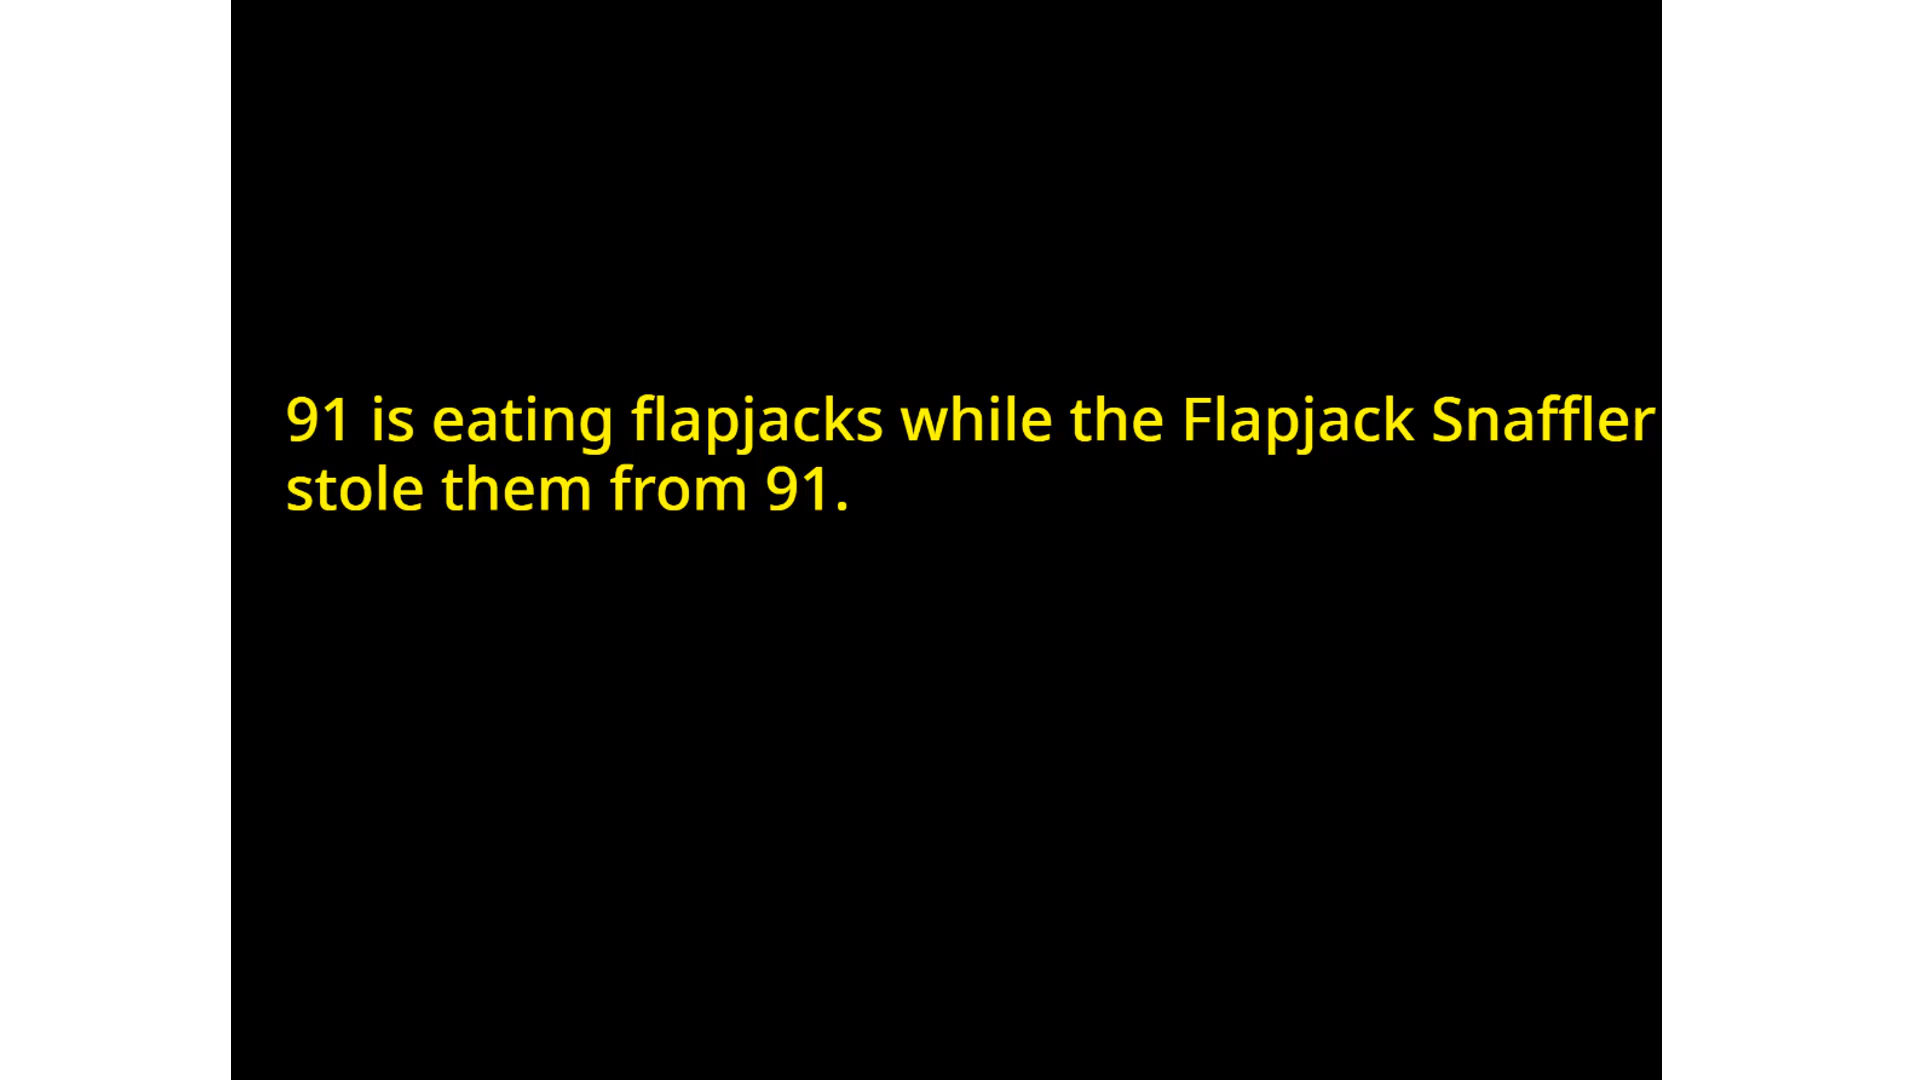 91 is eating flapjacks while the Flapjack Snaffler
stole them from 91.